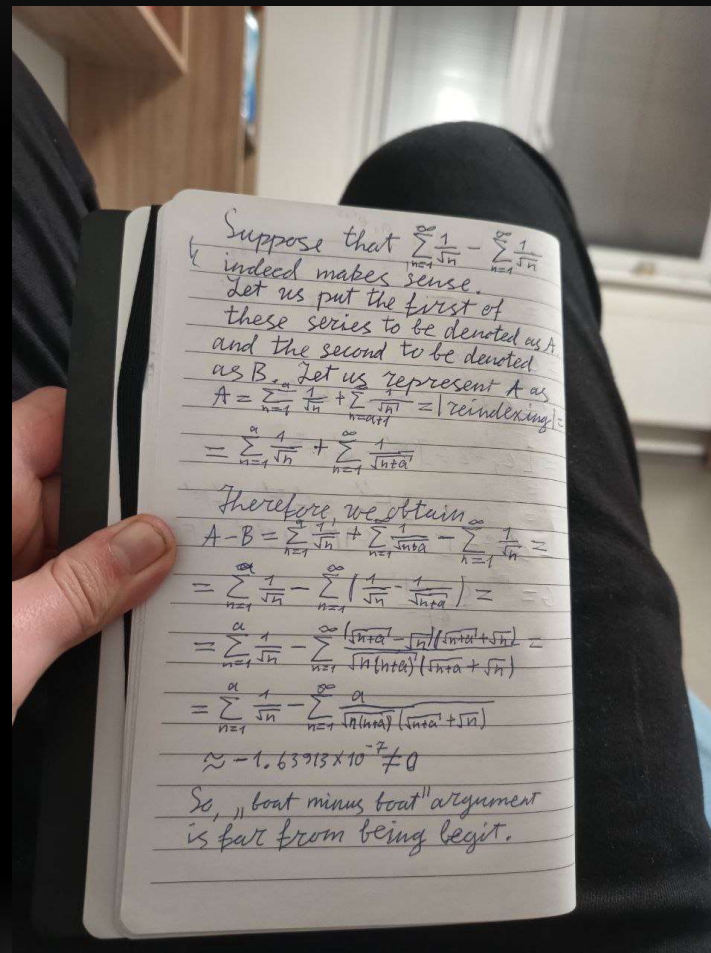 Suppose that ∑_{n=1}^{∞} 1/√n - ∑_{n=1}^{∞} 1/√n
indeed makes sense.
Let us put the first of
these series to be denoted as A
and the second to be denoted
as B. Let us represent A as
A = ∑_{n=1}^{a} 1/√n + ∑_{n=a+1}^{∞} 1/√n = |reindexing| =
= ∑_{n=1}^{a} 1/√n + ∑_{n=1}^{∞} 1/√(n+a)
Therefore, we obtain
A-B = ∑_{n=1}^{a} 1/√n + ∑_{n=1}^{∞} 1/√(n+a) - ∑_{n=1}^{∞} 1/√n =
= ∑_{n=1}^{a} 1/√n - ∑_{n=1}^{∞} (1/√n - 1/√(n+a)) =
= ∑_{n=1}^{a} 1/√n - ∑_{n=1}^{∞} (√(n+a) - √n)(√(n+a) + √n) / √(n(n+a)) (√(n+a) + √n) =
= ∑_{n=1}^{a} 1/√n - ∑_{n=1}^{∞} a / √(n(n+a)) (√(n+a) + √n)
≈ -1.63913×10^{-7} ≠ 0
So, „boat minus boat" argument
is far from being legit.